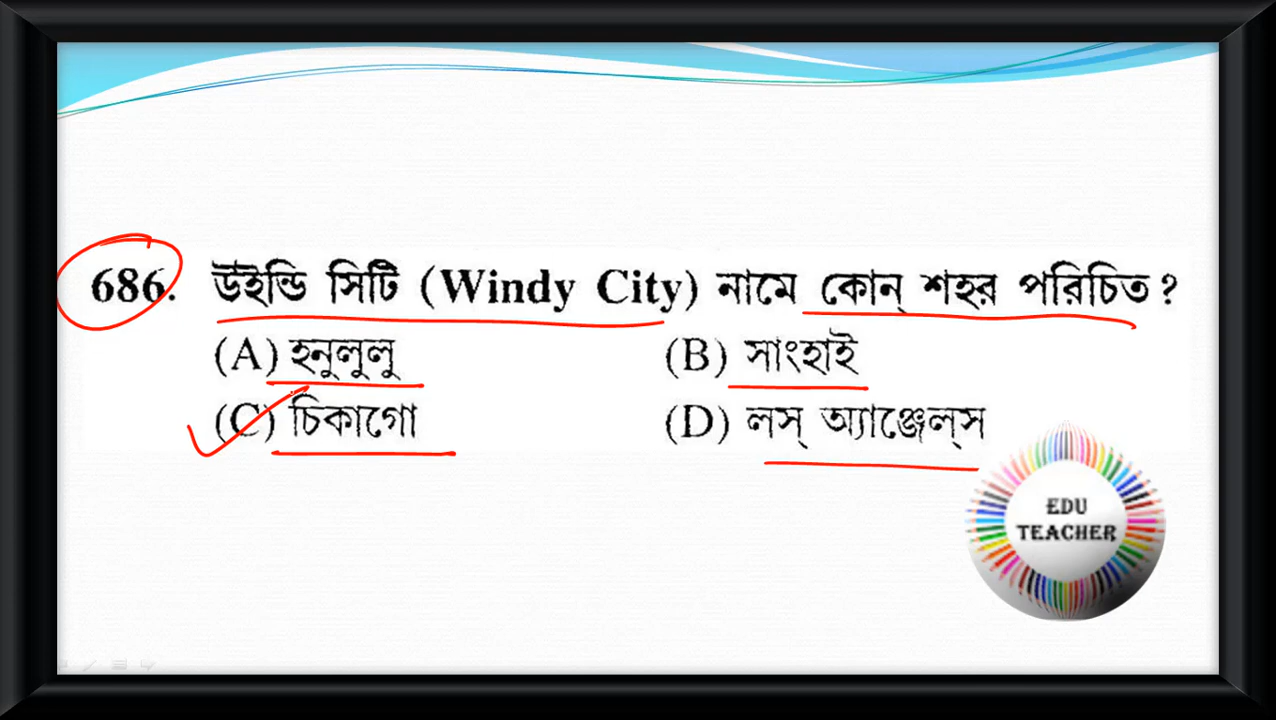 686. উইন্ডি সিটি (Windy City) নামে কোন্ শহর পরিচিত ?
(A) হনুলুলু (B) সাংহাই
(C) চিকাগো (D) লস্ অ্যাঞ্জেল্স
EDU
TEACHER